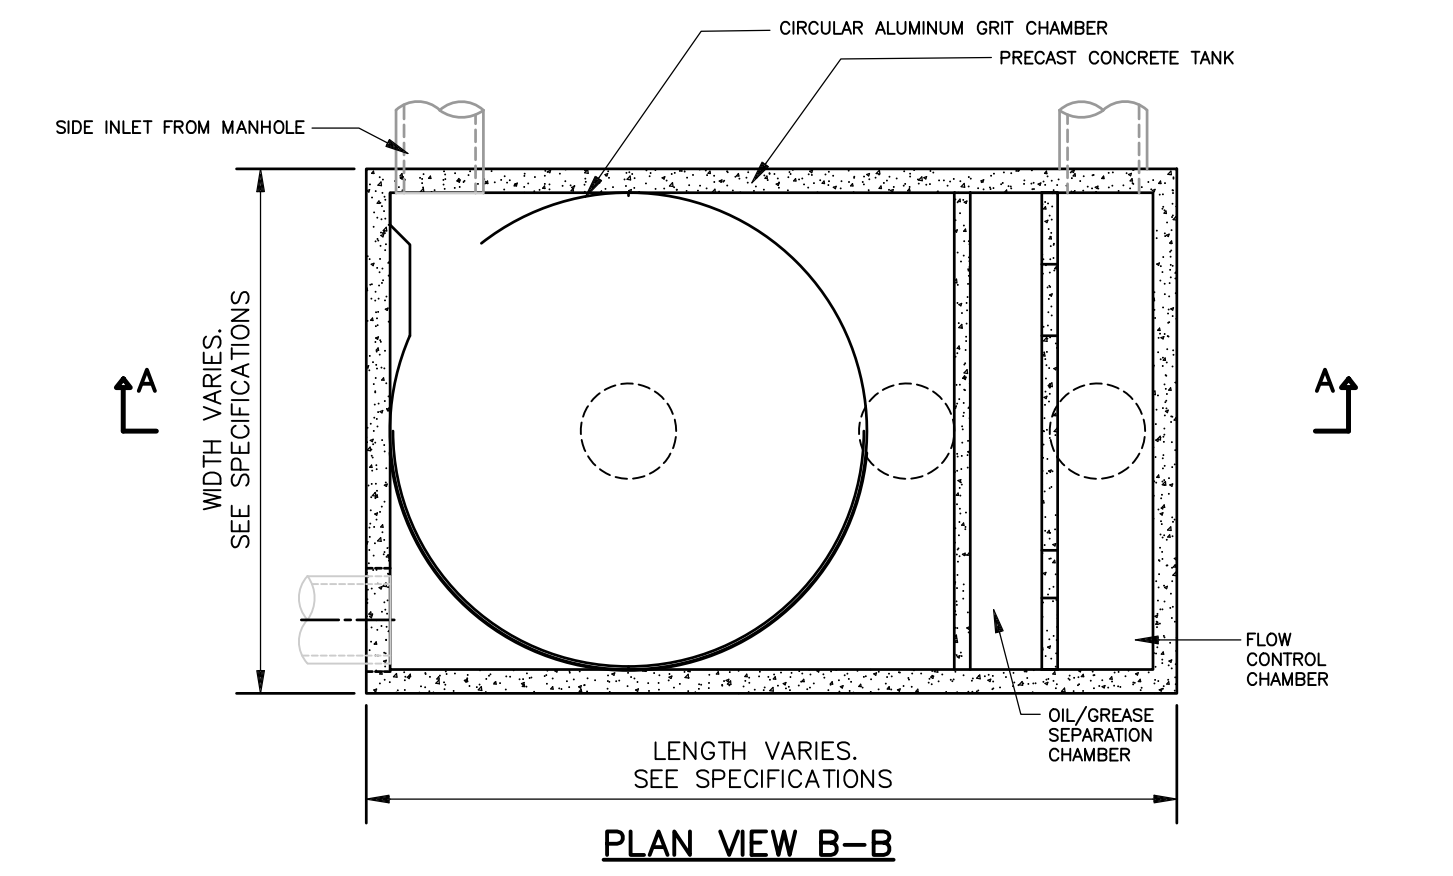 CIRCULAR ALUMINUM GRIT CHAMBER
PRECAST CONCRETE TANK
SIDE INLET FROM MANHOLE
WIDTH VARIES.
SEE SPECIFICATIONS
A
A
FLOW
CONTROL
CHAMBER
OIL/GREASE
SEPARATION
CHAMBER
LENGTH VARIES.
SEE SPECIFICATIONS
PLAN VIEW B-B